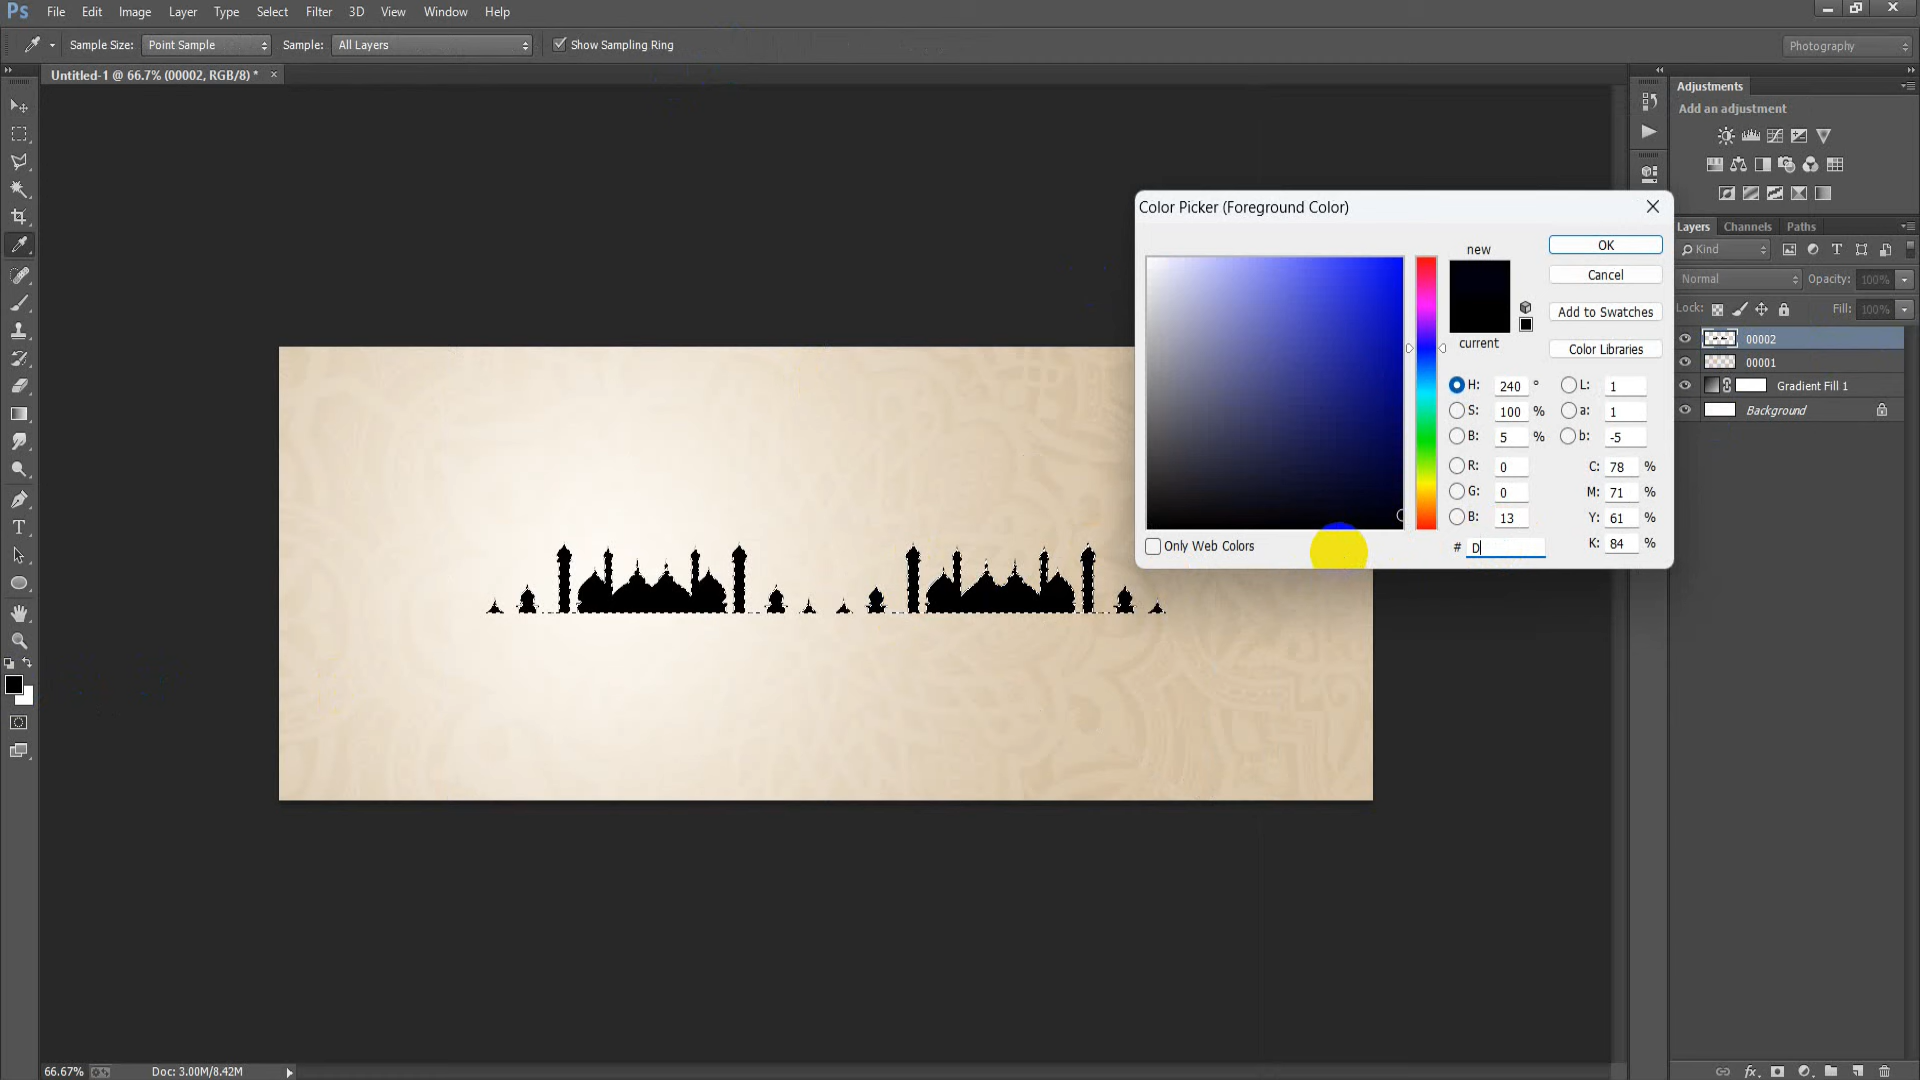 Ps File Edit Image Layer Type Select Filter 3D View Window Help
Sample Size: Point Sample Sample: All Layers Show Sampling Ring Photography
Untitled-1 @ 66.7% (00002, RGB/8) * ×
Adjustments
Add an adjustment
Color Picker (Foreground Color)
new
current
OK
Cancel
Add to Swatches
Color Libraries
H: 240 ° L: 1
S: 100 % a: 1
B: 5 % b: -5
R: 0 C: 78 %
G: 0 M: 71 %
B: 13 Y: 61 %
# D K: 84 %
Only Web Colors
Layers Channels Paths
Kind
Normal Opacity: 100%
Lock: Fill: 100%
00002
00001
Gradient Fill 1
Background
66.67% Doc: 3.00M/8.42M